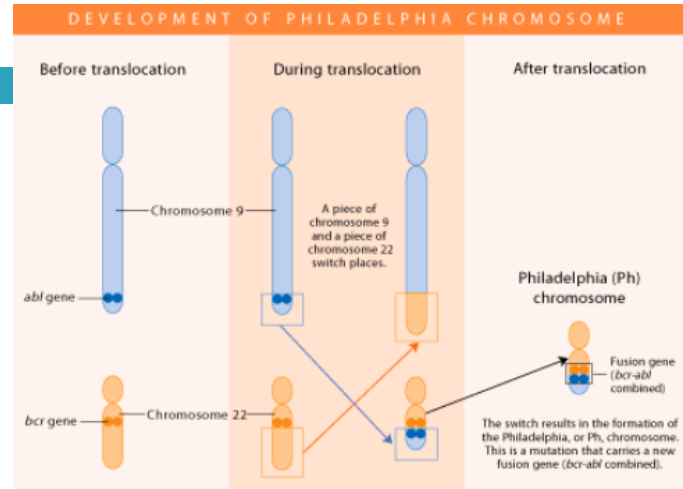 DEVELOPMENT OF PHILADELPHIA CHROMOSOME
Before translocation
During translocation
After translocation
Chromosome 9
A piece of
chromosome 9
and a piece of
chromosome 22
switch places.
abl gene
Philadelphia (Ph)
chromosome
Fusion gene
(bcr-abl
combined)
bcr gene
Chromosome 22
The switch results in the formation of
the Philadelphia, or Ph, chromosome.
This is a mutation that carries a new
fusion gene (bcr-abl combined).